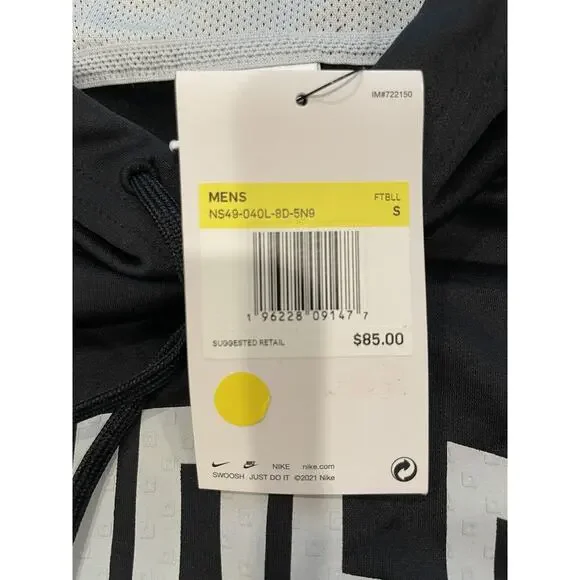 IM#722150
MENS FTBLL
NS49-040L-8D-5N9 S
1 96228 09147 7
SUGGESTED RETAIL $85.00
NIKE nike.com
SWOOSH JUST DO IT ©2021 Nike